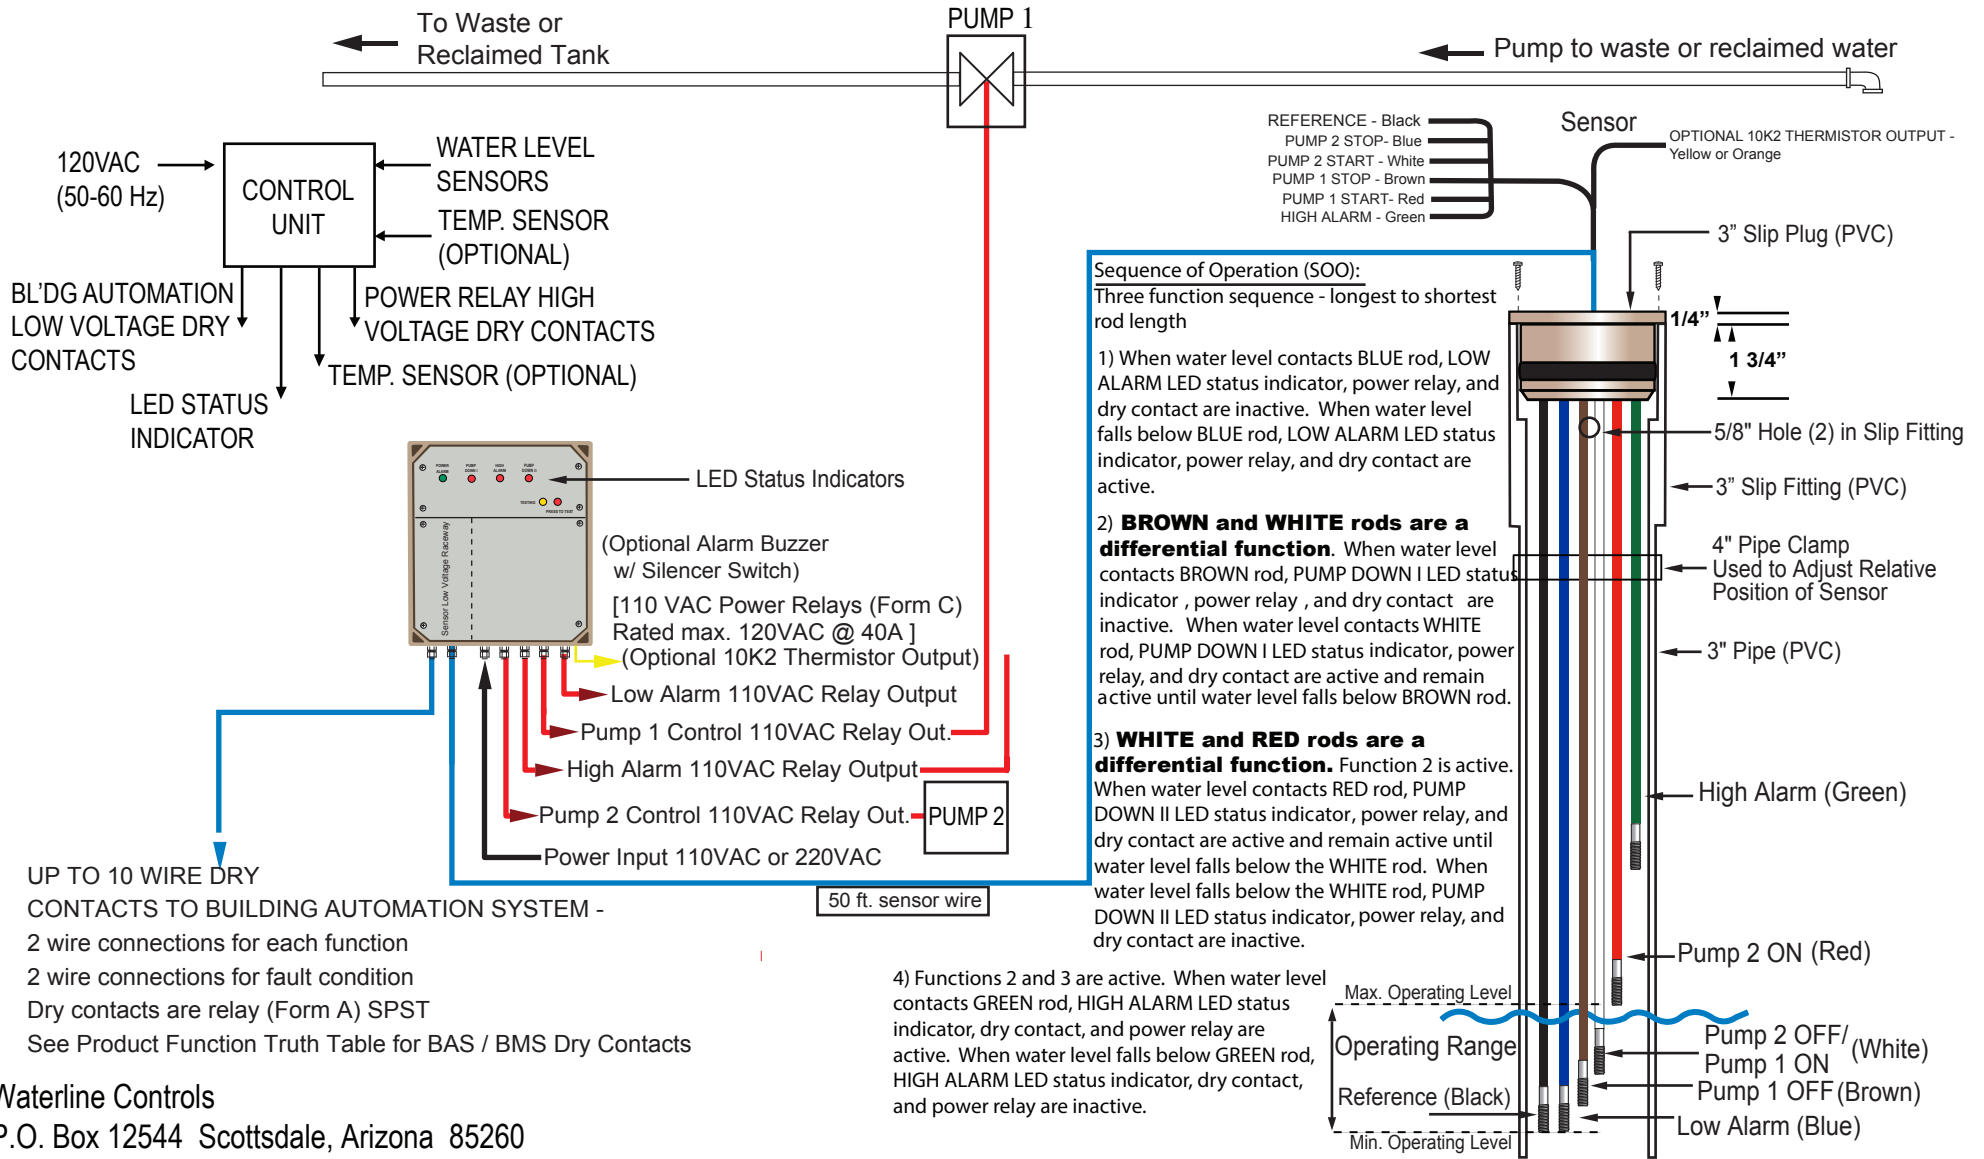 To Waste or
Reclaimed Tank
PUMP 1
Pump to waste or reclaimed water
120VAC
(50-60 Hz)
CONTROL
UNIT
WATER LEVEL
SENSORS
TEMP. SENSOR
(OPTIONAL)
BL'DG AUTOMATION
LOW VOLTAGE DRY
CONTACTS
POWER RELAY HIGH
VOLTAGE DRY CONTACTS
TEMP. SENSOR (OPTIONAL)
LED STATUS
INDICATOR
REFERENCE - Black
PUMP 2 STOP- Blue
PUMP 2 START - White
PUMP 1 STOP - Brown
PUMP 1 START- Red
HIGH ALARM - Green
Sensor
OPTIONAL 10K2 THERMISTOR OUTPUT -
Yellow or Orange
3" Slip Plug (PVC)
1/4"
1 3/4"
5/8" Hole (2) in Slip Fitting
3" Slip Fitting (PVC)
4" Pipe Clamp
Used to Adjust Relative
Position of Sensor
3" Pipe (PVC)
High Alarm (Green)
Pump 2 ON (Red)
Pump 2 OFF/
Pump 1 ON
(White)
Pump 1 OFF (Brown)
Low Alarm (Blue)
Max. Operating Level
Operating Range
Reference (Black)
Min. Operating Level
Sequence of Operation (SOO):
Three function sequence - longest to shortest
rod length
1) When water level contacts BLUE rod, LOW
ALARM LED status indicator, power relay, and
dry contact are inactive. When water level
falls below BLUE rod, LOW ALARM LED status
indicator, power relay, and dry contact are
active.
2) BROWN and WHITE rods are a
differential function. When water level
contacts BROWN rod, PUMP DOWN I LED status
indicator , power relay , and dry contact are
inactive. When water level contacts WHITE
rod, PUMP DOWN I LED status indicator, power
relay, and dry contact are active and remain
active until water level falls below BROWN rod.
3) WHITE and RED rods are a
differential function. Function 2 is active.
When water level contacts RED rod, PUMP
DOWN II LED status indicator, power relay, and
dry contact are active and remain active until
water level falls below the WHITE rod. When
water level falls below the WHITE rod, PUMP
DOWN II LED status indicator, power relay, and
dry contact are inactive.
4) Functions 2 and 3 are active. When water level
contacts GREEN rod, HIGH ALARM LED status
indicator, dry contact, and power relay are
active. When water level falls below GREEN rod,
HIGH ALARM LED status indicator, dry contact,
and power relay are inactive.
POWER
ALARM
PUMP
DOWN I
HIGH
ALARM
PUMP
DOWN II
TESTING
PRESS TO TEST
Sensor Low Voltage Raceway
LED Status Indicators
(Optional Alarm Buzzer
w/ Silencer Switch)
[110 VAC Power Relays (Form C)
Rated max. 120VAC @ 40A ]
(Optional 10K2 Thermistor Output)
Low Alarm 110VAC Relay Output
Pump 1 Control 110VAC Relay Out.
High Alarm 110VAC Relay Output
Pump 2 Control 110VAC Relay Out.
PUMP 2
Power Input 110VAC or 220VAC
50 ft. sensor wire
UP TO 10 WIRE DRY
CONTACTS TO BUILDING AUTOMATION SYSTEM -
2 wire connections for each function
2 wire connections for fault condition
Dry contacts are relay (Form A) SPST
See Product Function Truth Table for BAS / BMS Dry Contacts
Waterline Controls
P.O. Box 12544 Scottsdale, Arizona 85260